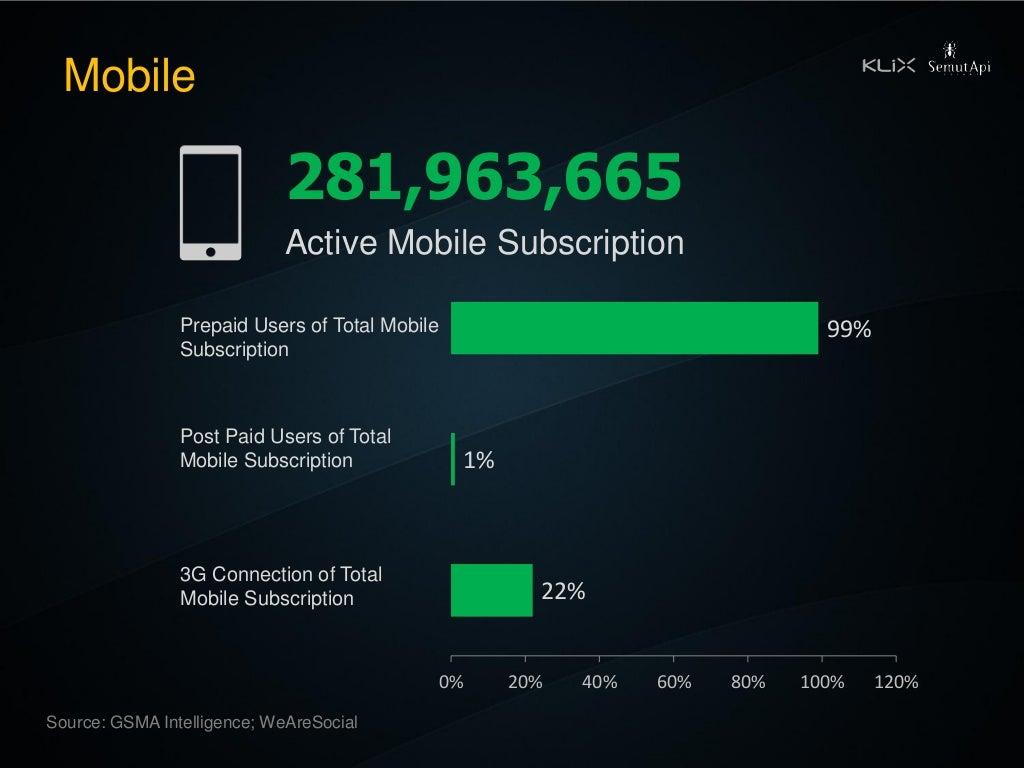 Mobile
KLiX
SemutApi
281,963,665
Active Mobile Subscription
Prepaid Users of Total Mobile
Subscription
99%
Post Paid Users of Total
Mobile Subscription
1%
3G Connection of Total
Mobile Subscription
22%
0% 20% 40% 60% 80% 100% 120%
Source: GSMA Intelligence; WeAreSocial